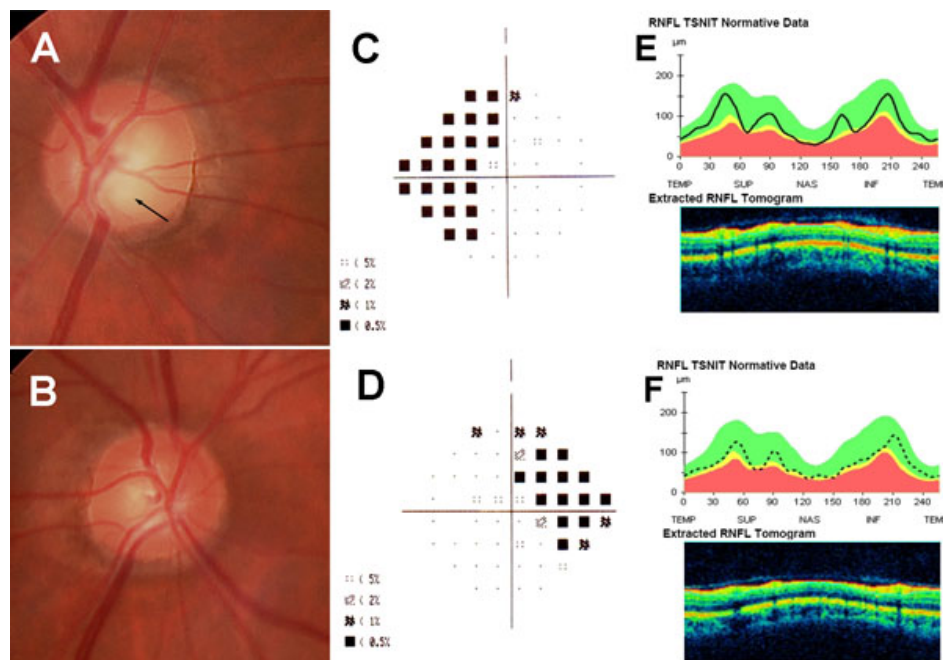 A
B
C
:: < 5%
< 2%
< 1%
■ < 0.5%
D
:: < 5%
< 2%
< 1%
■ < 0.5%
E
RNFL TSNIT Normative Data
µm
200
100
0
0 30 60 90 120 150 180 210 240
TEMP SUP NAS INF TEM
Extracted RNFL Tomogram
F
RNFL TSNIT Normative Data
µm
200
100
0
0 30 60 90 120 150 180 210 240
TEMP SUP NAS INF TEM
Extracted RNFL Tomogram